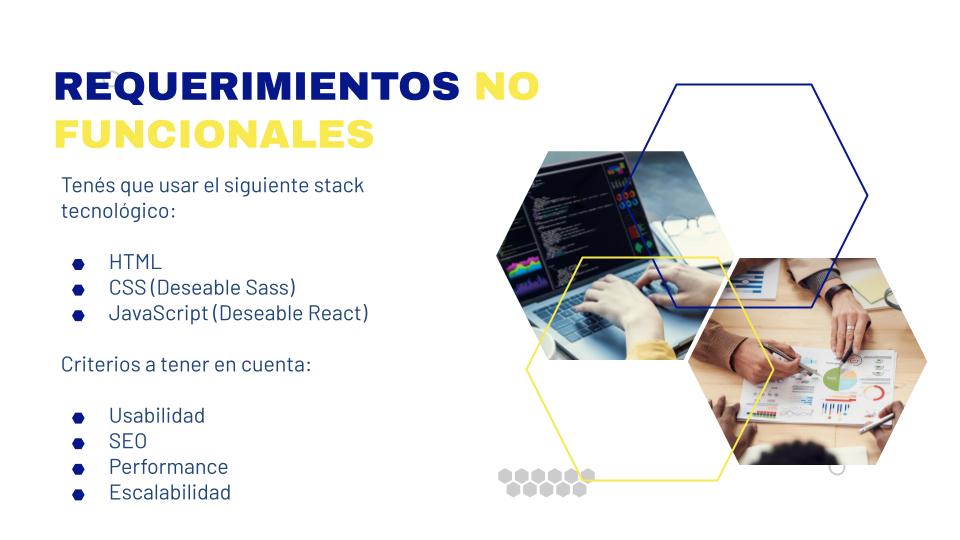 REQUERIMIENTOS NO
FUNCIONALES
Tenés que usar el siguiente stack
tecnológico:
HTML
CSS (Deseable Sass)
JavaScript (Deseable React)
Criterios a tener en cuenta:
Usabilidad
SEO
Performance
Escalabilidad